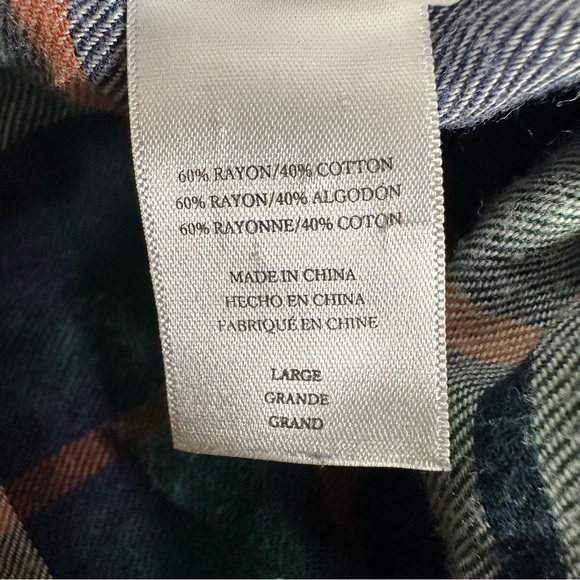 60% RAYON/40% COTTON
60% RAYON/40% ALGODON
60% RAYONNE/40% COTON
MADE IN CHINA
HECHO EN CHINA
FABRIQUÉ EN CHINE
LARGE
GRANDE
GRAND